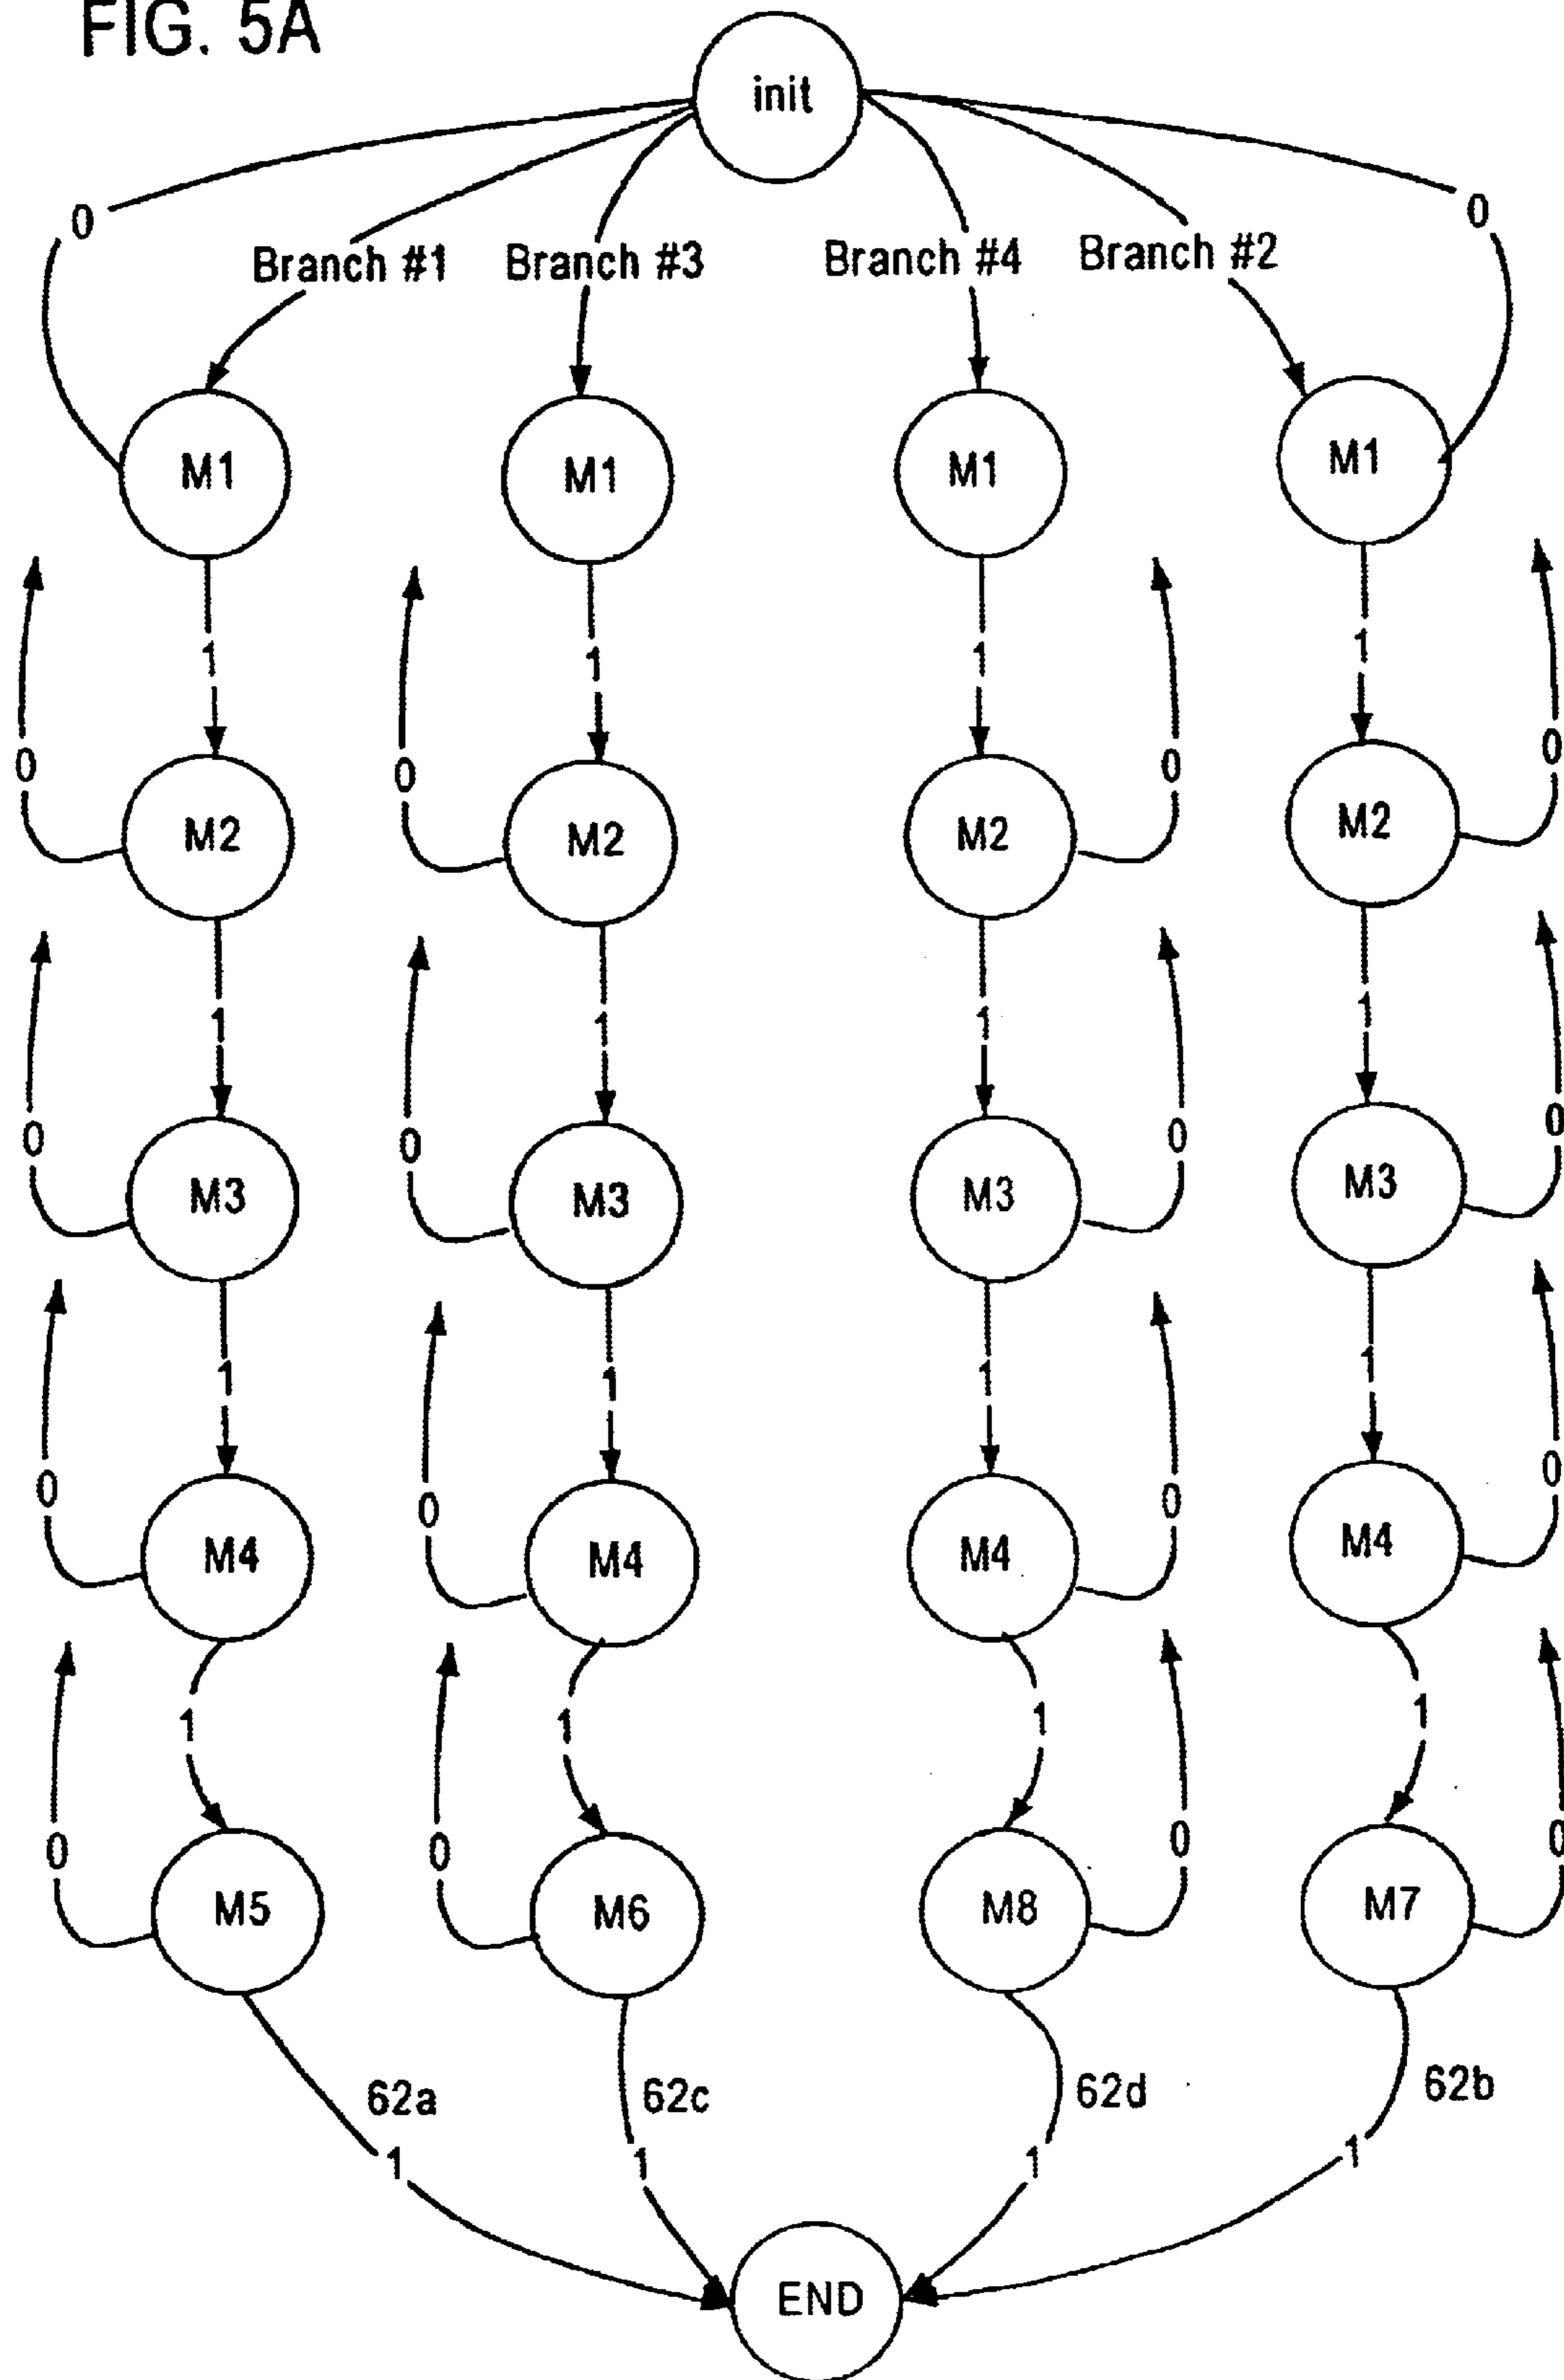 FIG. 5A
init
0 0
Branch #1 Branch #3 Branch #4 Branch #2
M1 M1 M1 M1
1 1 1 1
0 0 0 0
M2 M2 M2 M2
1 1 1 1
0 0 0 0
M3 M3 M3 M3
1 1 1 1
0 0 0 0
M4 M4 M4 M4
1 1 1 1
0 0 0 0
M5 M6 M8 M7
62a 62c 62d 62b
1 1 1 1
END